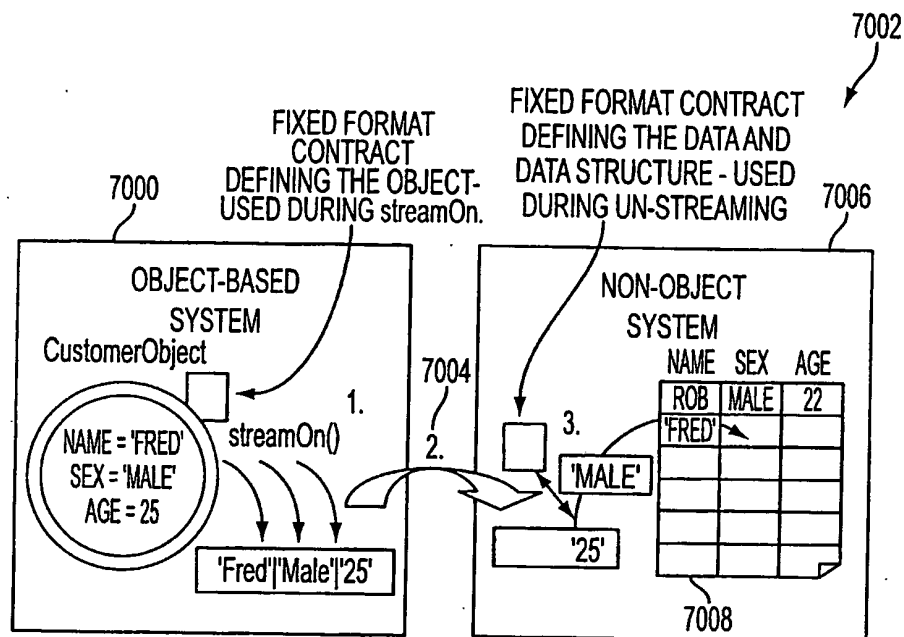 7002
FIXED FORMAT
CONTRACT
DEFINING THE OBJECT-
USED DURING streamOn.
FIXED FORMAT CONTRACT
DEFINING THE DATA AND
DATA STRUCTURE - USED
DURING UN-STREAMING
7000
7006
OBJECT-BASED
SYSTEM
CustomerObject
NAME = 'FRED'
SEX = 'MALE'
AGE = 25
1.
streamOn()
'Fred'|'Male'|'25'
7004
2.
NON-OBJECT
SYSTEM
3.
'MALE'
'25'
NAME SEX AGE
ROB MALE 22
'FRED'
7008